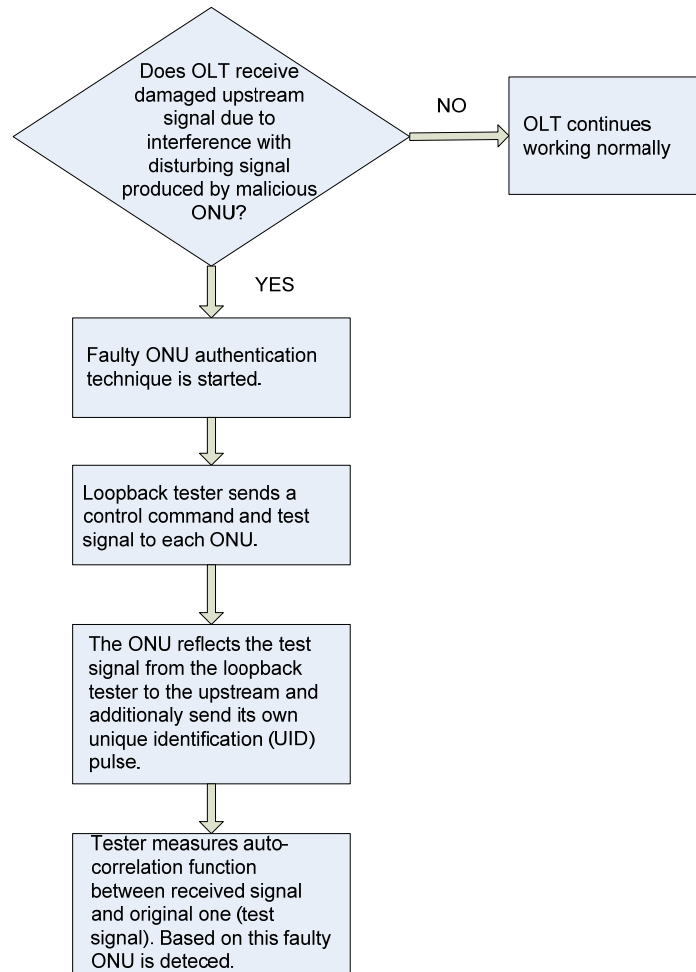 Does OLT receive
damaged upstream
signal due to
interference with
disturbing signal
produced by malicious
ONU?
NO
OLT continues
working normally
YES
Faulty ONU authentication
technique is started.
Loopback tester sends a
control command and test
signal to each ONU.
The ONU reflects the test
signal from the loopback
tester to the upstream and
additionaly send its own
unique identification (UID)
pulse.
Tester measures auto-
correlation function
between received signal
and original one (test
signal). Based on this faulty
ONU is deteced.